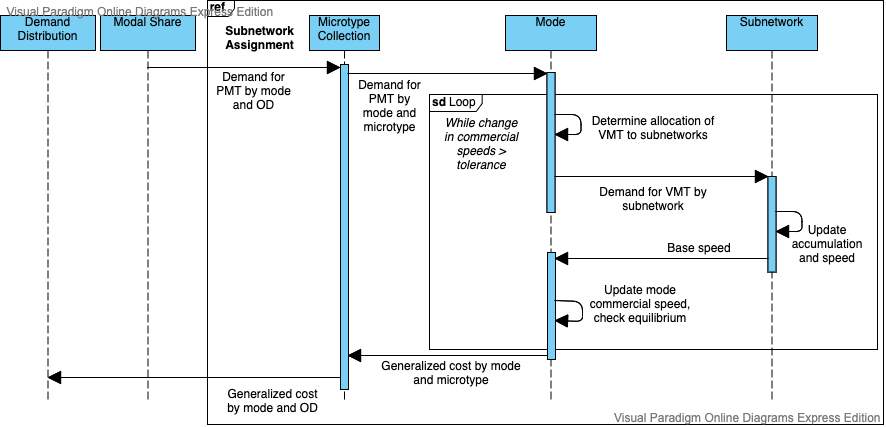 Visual Paradigm Online Diagrams Express Edition
ref
Demand
Distribution
Modal Share
Subnetwork
Assignment
Microtype
Collection
Mode
Subnetwork
Demand for
PMT by mode
and OD
Demand for
PMT by
mode and
microtype
sd Loop
While change
in commercial
speeds >
tolerance
Determine allocation of
VMT to subnetworks
Demand for VMT by
subnetwork
Update
accumulation
and speed
Base speed
Update mode
commercial speed,
check equilibrium
Generalized cost by mode
and microtype
Generalized cost
by mode and OD
Visual Paradigm Online Diagrams Express Edition